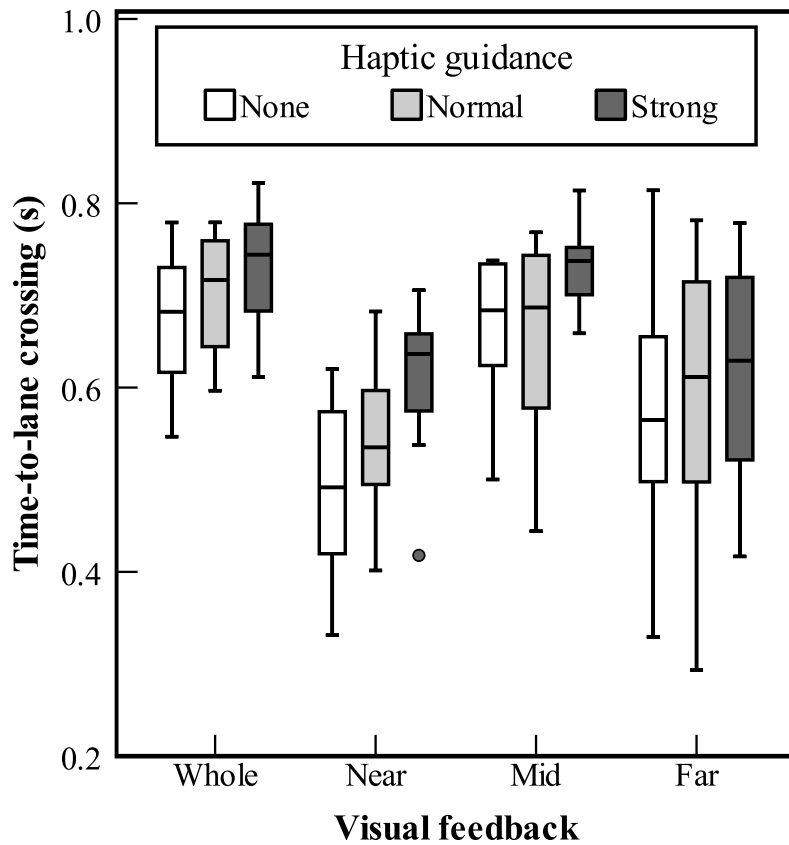 1.0
Haptic guidance
None Normal Strong
0.8
Time-to-lane crossing (s)
0.6
0.4
0.2
Whole Near Mid Far
Visual feedback